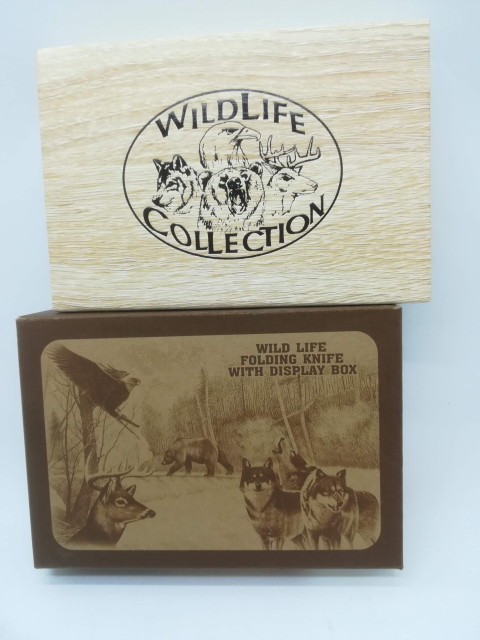 WILDLIFE
COLLECTION
WILD LIFE
FOLDING KNIFE
WITH DISPLAY BOX